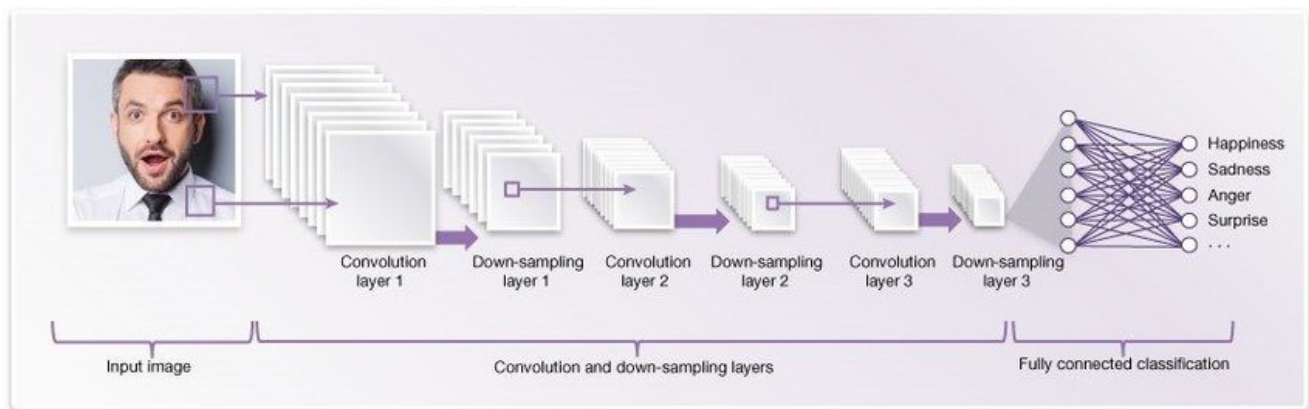 Happiness
Sadness
Anger
Surprise
. . .
Convolution
layer 1
Down-sampling
layer 1
Convolution
layer 2
Down-sampling
layer 2
Convolution
layer 3
Down-sampling
layer 3
Input image
Convolution and down-sampling layers
Fully connected classification